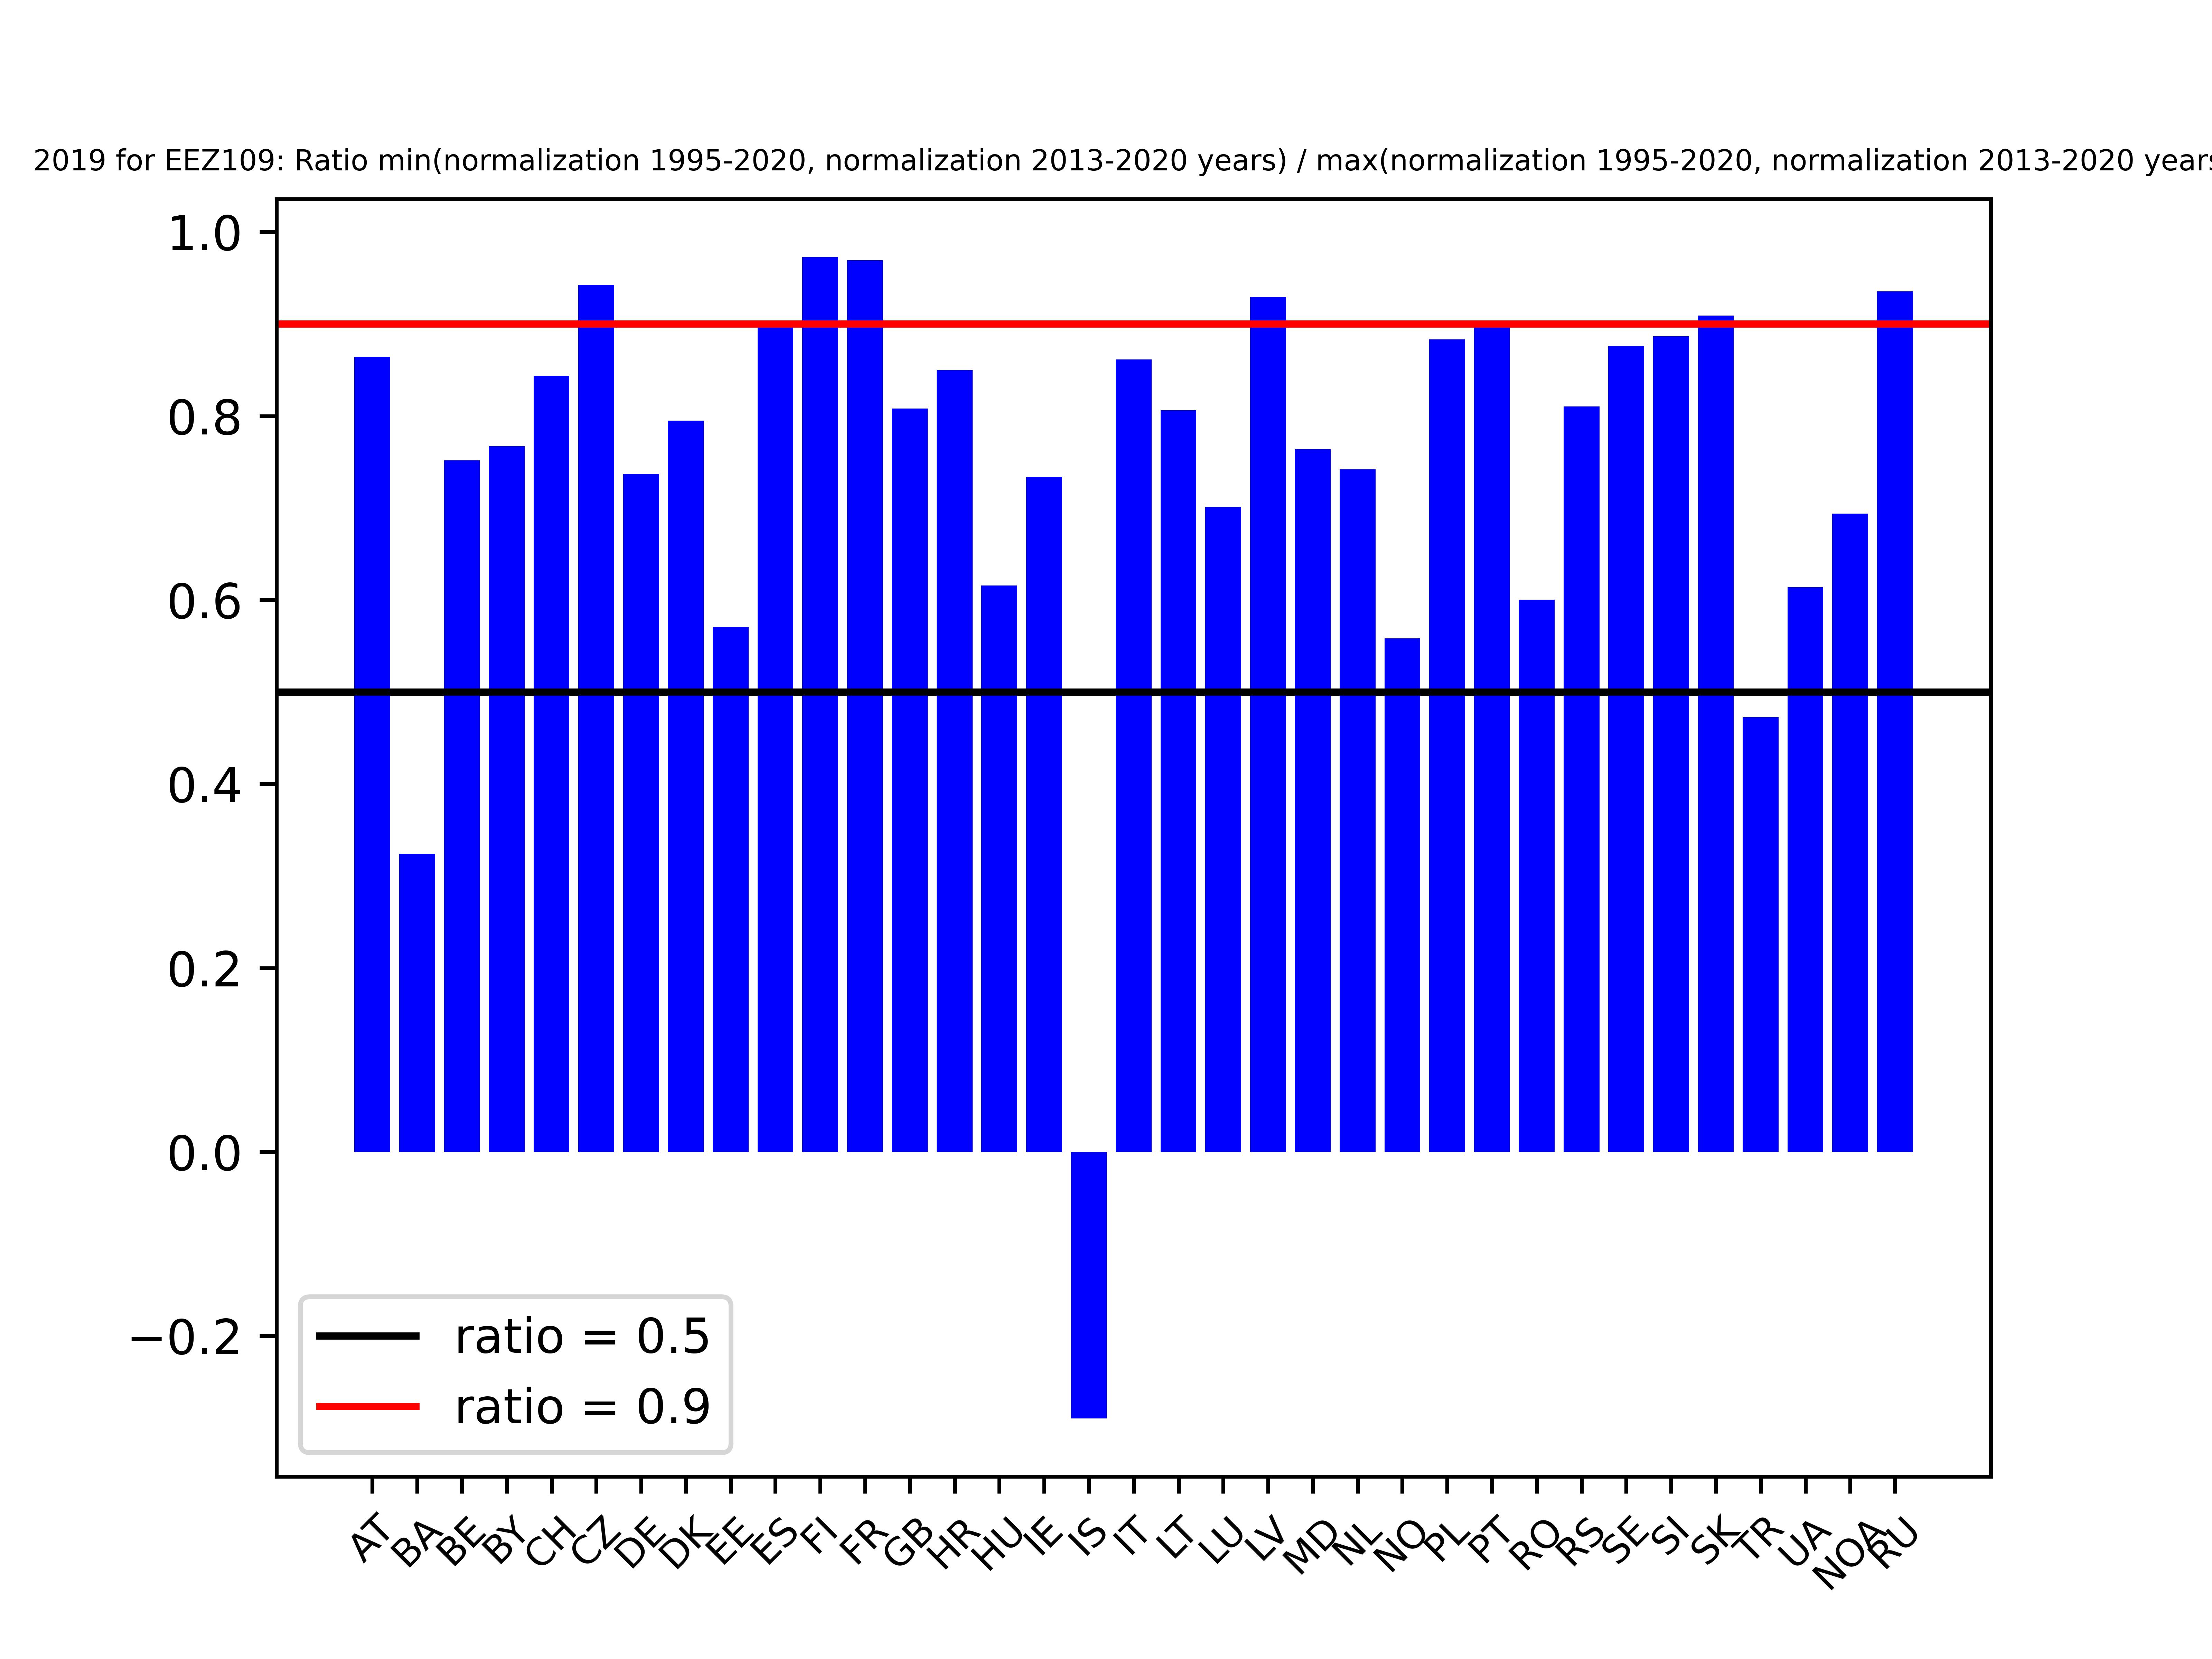 2019 for EEZ109: Ratio min(normalization 1995-2020, normalization 2013-2020 years) / max(normalization 1995-2020, normalization 2013-2020 years
1.0
0.8
0.6
0.4
0.2
0.0
−0.2
ratio = 0.5
ratio = 0.9
AT BA BE BY CH CZ DE DK EE ES FI FR GB HR HU IE IS IT LT LU LV MD NL NO PL PT RO RS SE SI SK TR UA NOA RU